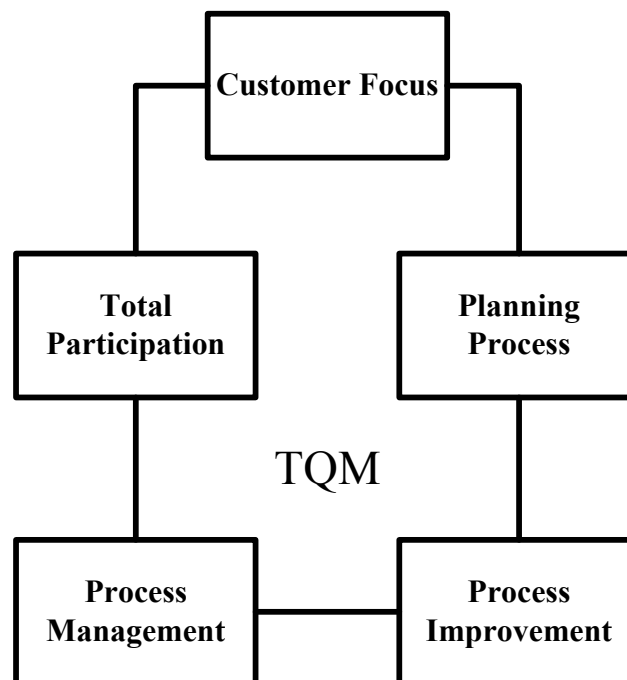 Customer Focus
Total
Participation
Planning
Process
TQM
Process
Management
Process
Improvement